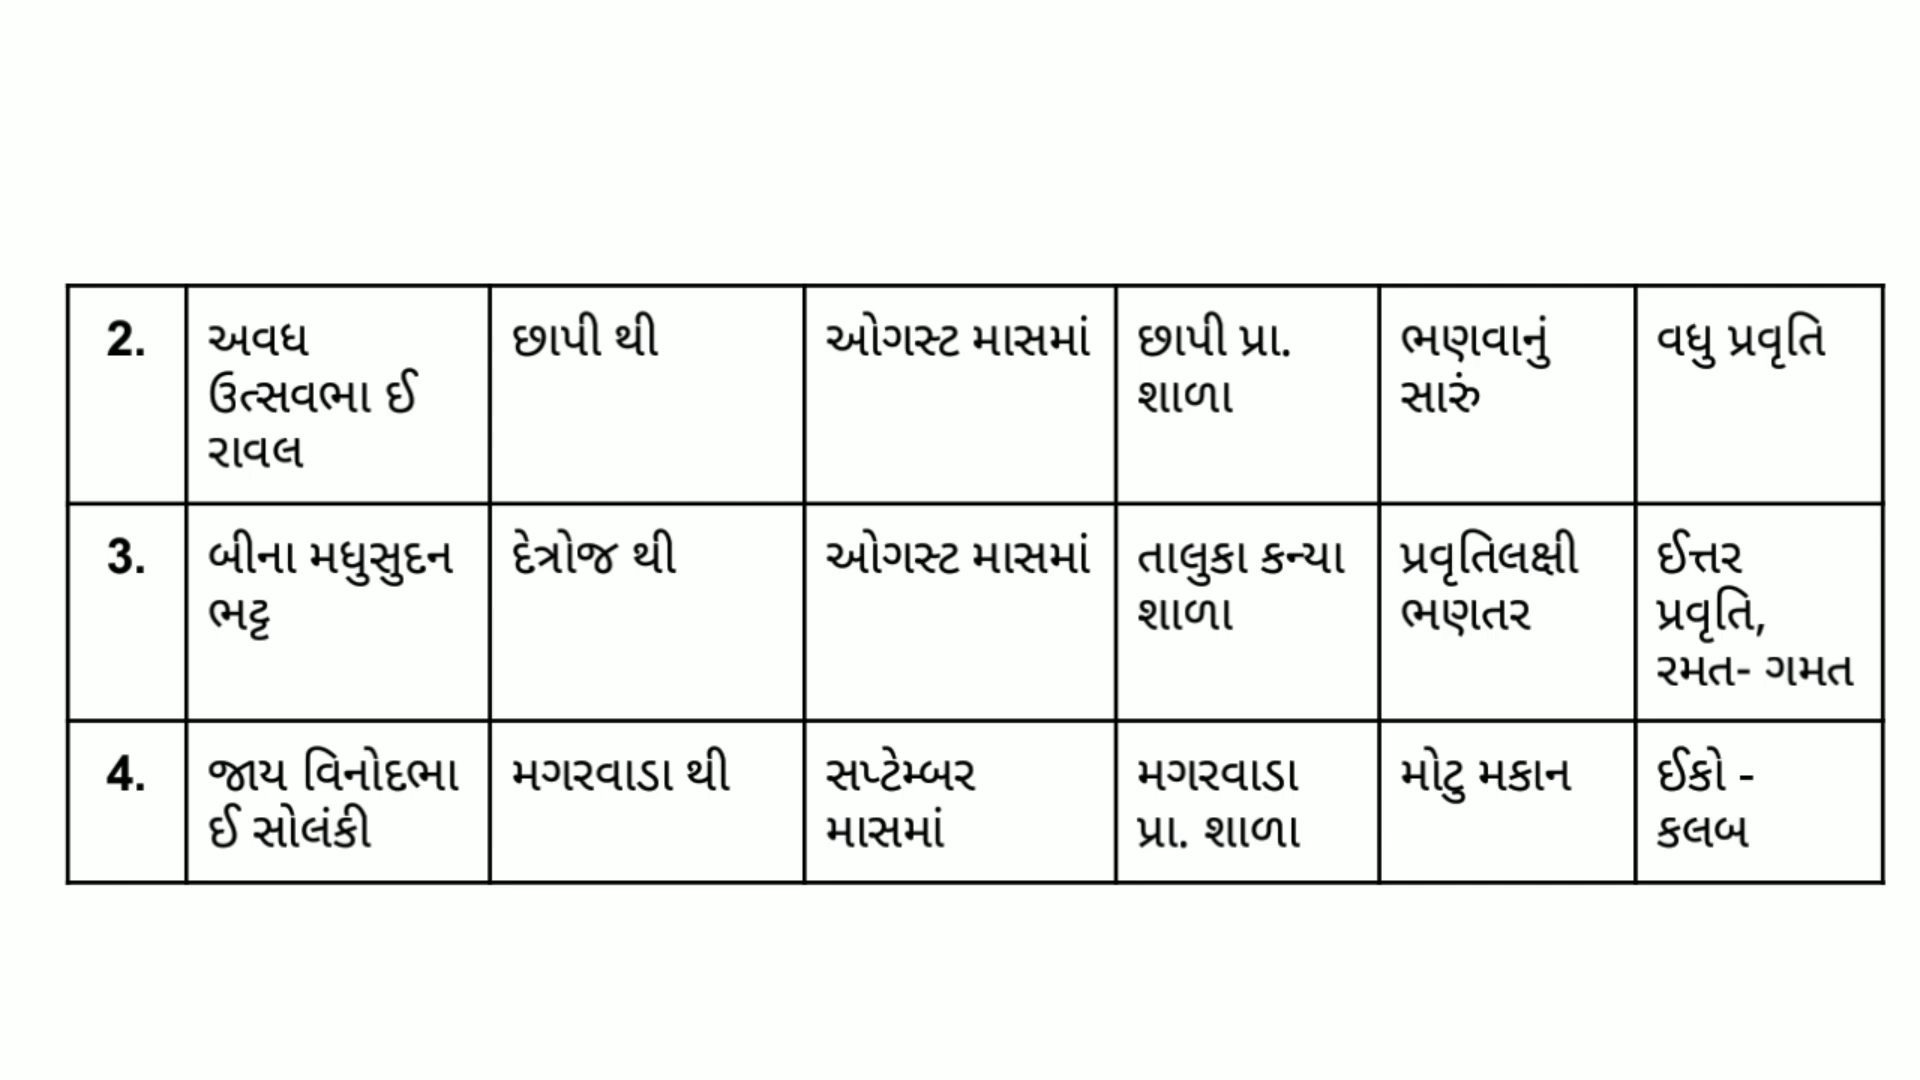 2.
અવધ
ઉત્સવભા ઈ
રાવલ
છાપી થી
ઓગસ્ટ માસમાં
છાપી પ્રા.
શાળા
ભણવાનું
સારું
વધુ પ્રવૃતિ
3.
બીના મધુસુદન
ભટ્ટ
દેત્રોજ થી
ઓગસ્ટ માસમાં
તાલુકા કન્યા
શાળા
પ્રવૃતિલક્ષી
ભણતર
ઈત્તર
પ્રવૃતિ,
રમત- ગમત
4.
જાય વિનોદભા
ઈ સોલંકી
મગરવાડા થી
સપ્ટેમ્બર
માસમાં
મગરવાડા
પ્રા. શાળા
મોટુ મકાન
ઈકો -
કલબ